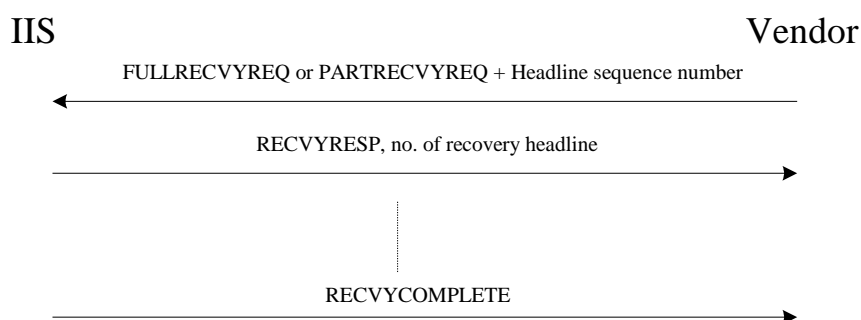 IIS Vendor
FULLRECVYREQ or PARTRECVYREQ + Headline sequence number
RECVYRESP, no. of recovery headline
RECVYCOMPLETE